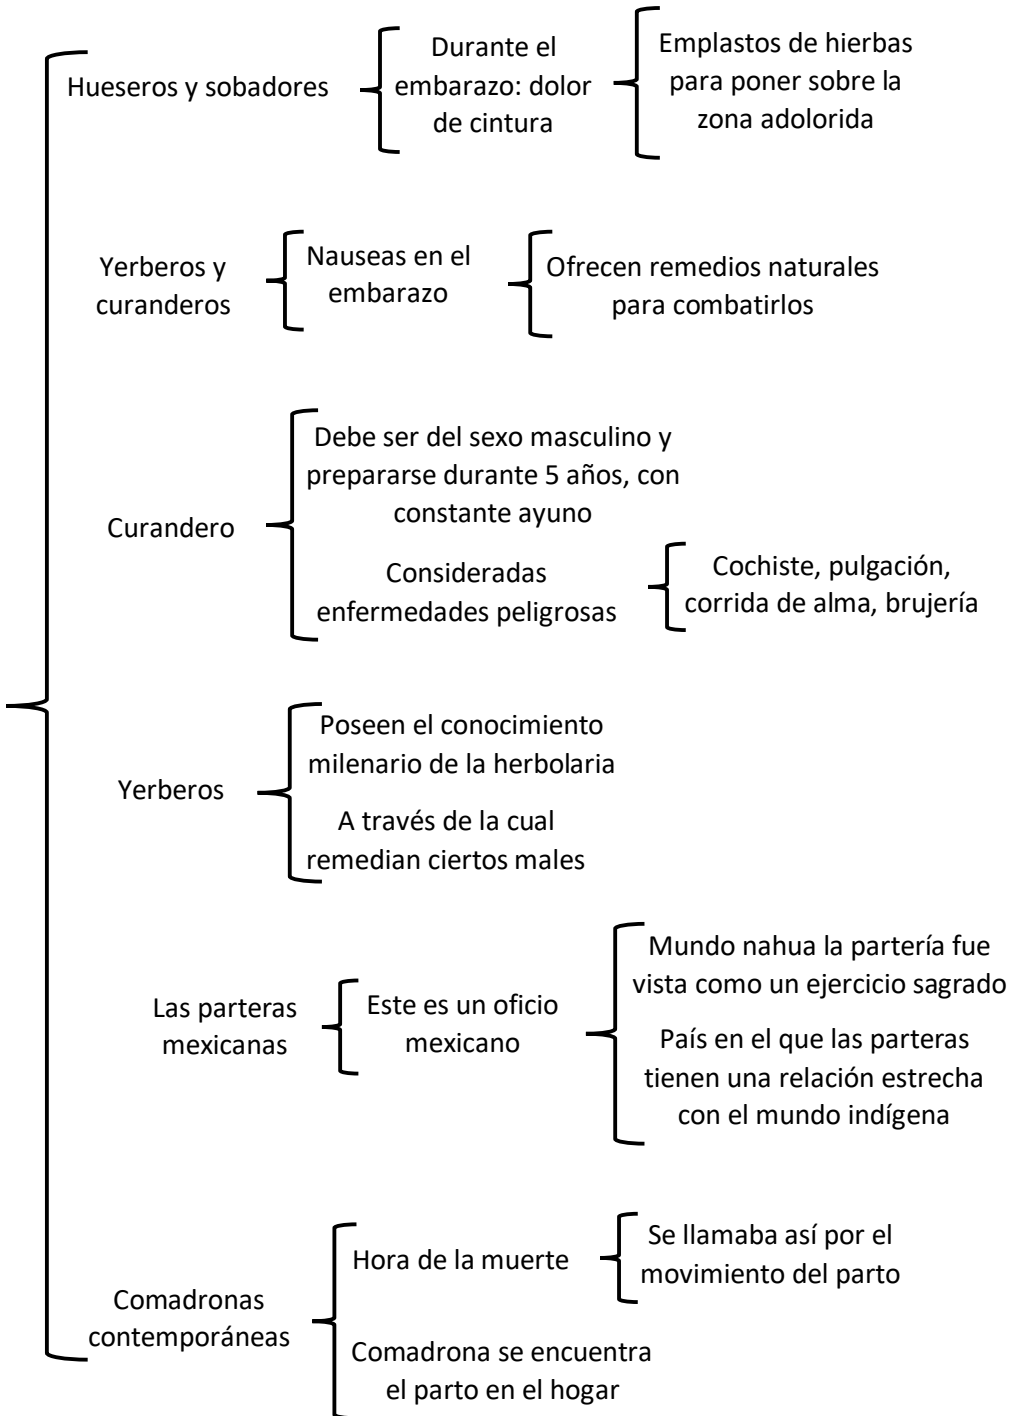 Hueseros y sobadores
Durante el
embarazo: dolor
de cintura
Emplastos de hierbas
para poner sobre la
zona adolorida
Yerberos y
curanderos
Nauseas en el
embarazo
Ofrecen remedios naturales
para combatirlos
Curandero
Debe ser del sexo masculino y
prepararse durante 5 años, con
constante ayuno
Consideradas
enfermedades peligrosas
Cochiste, pulgación,
corrida de alma, brujería
Yerberos
Poseen el conocimiento
milenario de la herbolaria
A través de la cual
remedian ciertos males
Las parteras
mexicanas
Este es un oficio
mexicano
Mundo nahua la partería fue
vista como un ejercicio sagrado
País en el que las parteras
tienen una relación estrecha
con el mundo indígena
Comadronas
contemporáneas
Hora de la muerte
Se llamaba así por el
movimiento del parto
Comadrona se encuentra
el parto en el hogar